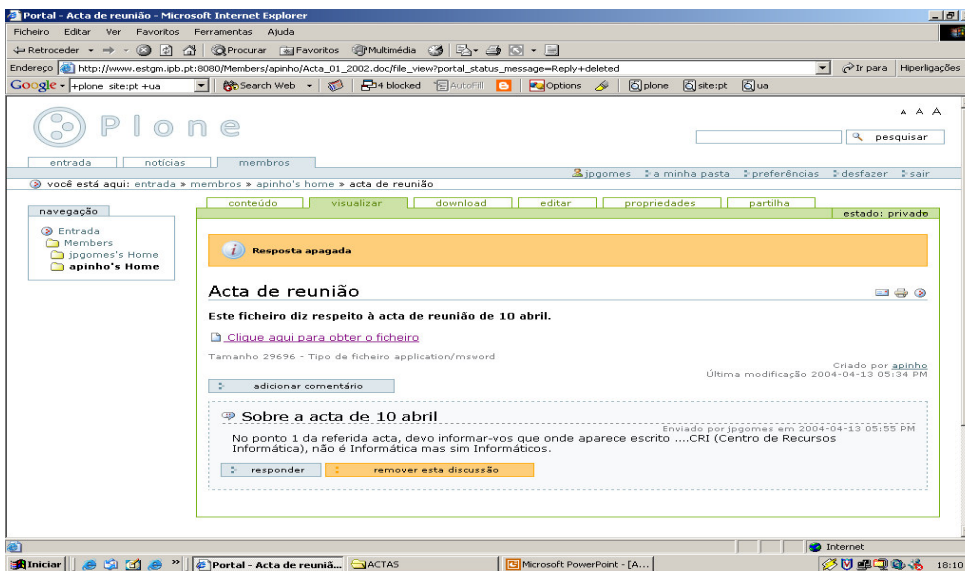 Portal - Acta de reunião - Microsoft Internet Explorer
Ficheiro Editar Ver Favoritos Ferramentas Ajuda
Retroceder Procurar Favoritos Multimédia
Endereço http://www.estgm.ipb.pt:8080/Members/apinho/Acta_01_2002.doc/file_view?portal_status_message=Reply+deleted Ir para Hiperligações
Google +plone site:pt +ua Search Web 4 blocked AutoFill Options plone site:pt ua
A A A
Plone
pesquisar
entrada notícias membros
jpgomes a minha pasta preferências desfazer sair
você está aqui: entrada » membros » apinho's home » acta de reunião
navegação
Entrada
Members
jpgomes's Home
apinho's Home
conteúdo visualizar download editar propriedades partilha
estado: private
Resposta apagada
Acta de reunião
Este ficheiro diz respeito à acta de reunião de 10 abril.
Clique aqui para obter o ficheiro
Tamanho 29696 - Tipo de ficheiro application/msword
Criado por apinho
Última modificação 2004-04-13 05:34 PM
adicionar comentário
Sobre a acta de 10 abril
Enviado por jpgomes em 2004-04-13 05:55 PM
No ponto 1 da referida acta, devo informar-vos que onde aparece escrito ....CRI (Centro de Recursos
Informática), não é Informática mas sim Informáticos.
responder remover esta discussão
Internet
Iniciar Portal - Acta de reuniã... ACTAS Microsoft PowerPoint - [A... 18:10